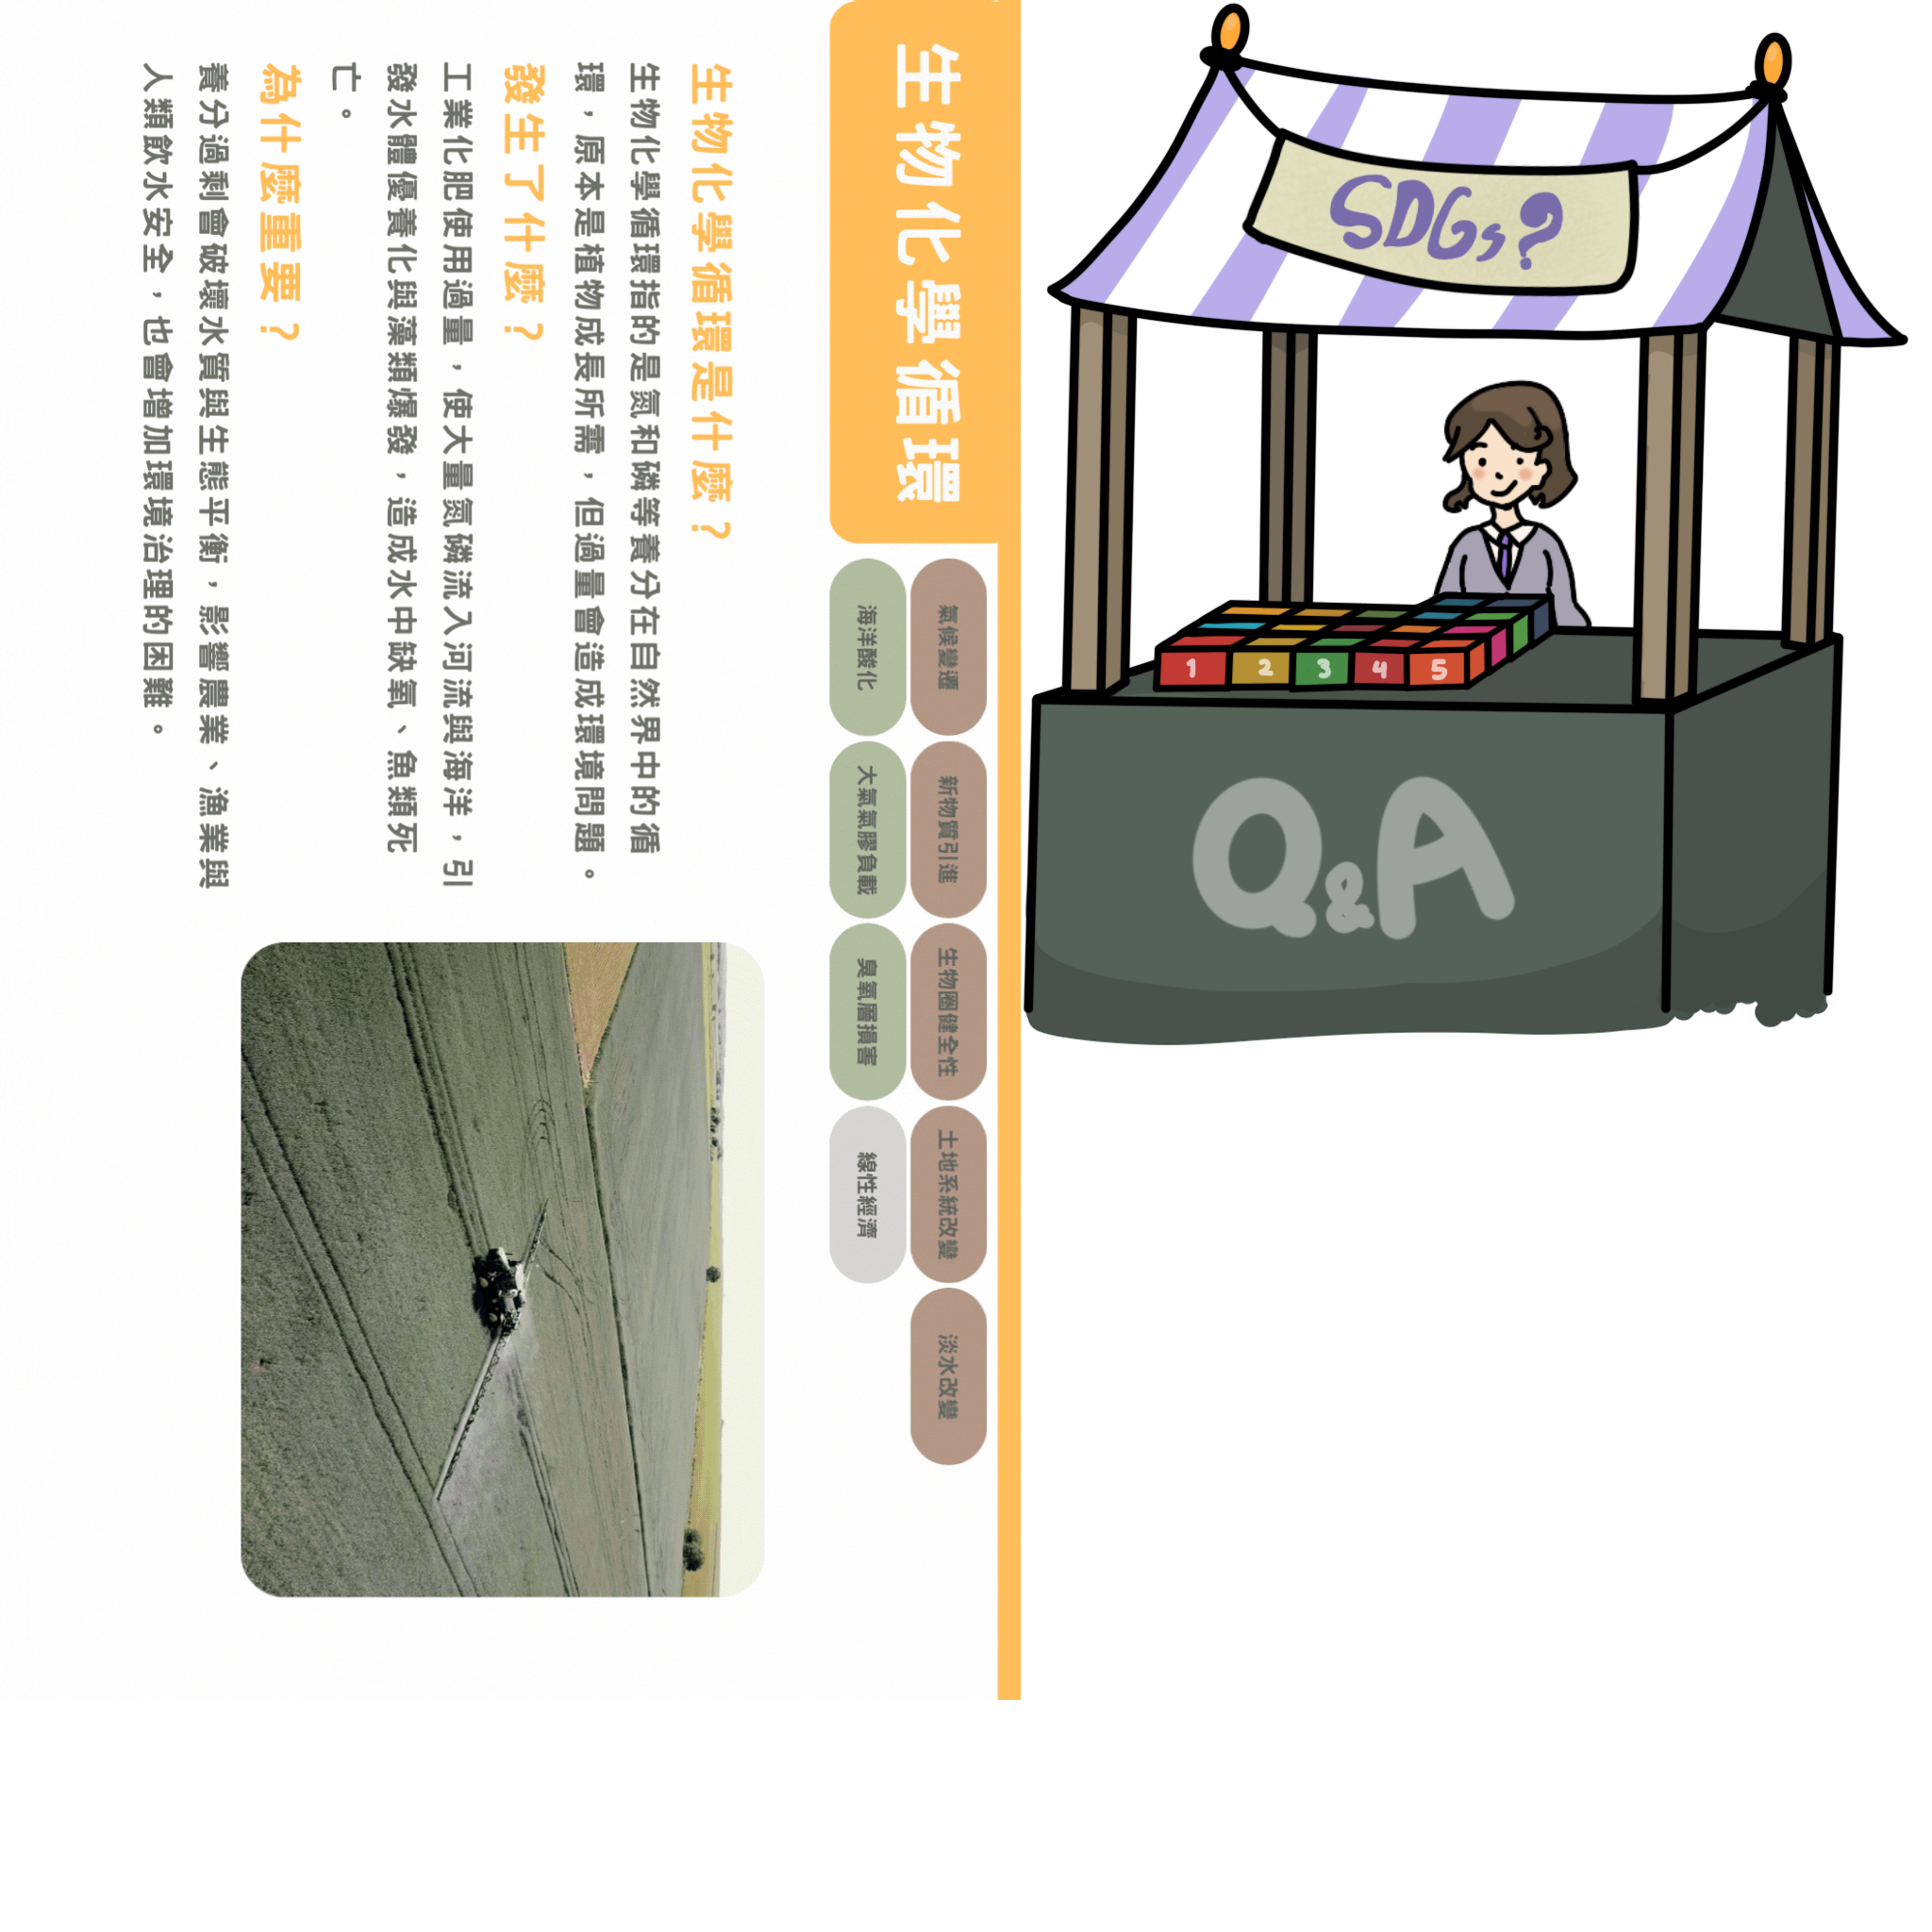 生物化學循環
氣候變遷
新物質引進
生物圈健全性
土地系統改變
淡水改變
海洋酸化
大氣氣膠負載
臭氧層損害
線性經濟
生物化學循環是什麼？
生物化學循環指的是氮和磷等養分在自然界中的循
環，原本是植物成長所需，但過量會造成環境問題。
發生了什麼？
工業化肥使用過量，使大量氮磷流入河流與海洋，引
發水體優養化與藻類爆發，造成水中缺氧、魚類死
亡。
為什麼重要？
養分過剩會破壞水質與生態平衡，影響農業、漁業與
人類飲水安全，也會增加環境治理的困難。
SDGs?
1 2 3 4 5
Q&A